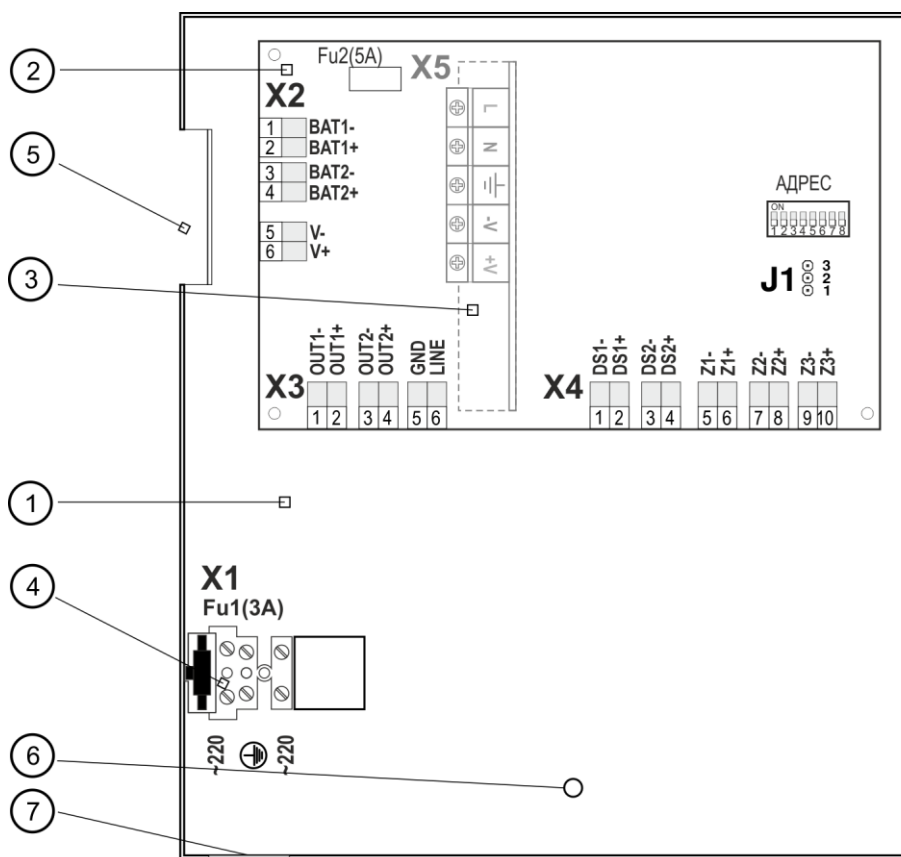 2
Fu2(5A)
X5
X2
1 BAT1-
2 BAT1+
3 BAT2-
4 BAT2+
5 V-
6 V+
5
L
N
-V
+V
АДРЕС
ON
1 2 3 4 5 6 7 8
J1
3
2
1
3
X3
OUT1- OUT1+ OUT2- OUT2+ GND LINE
1 2 3 4 5 6
X4
DS1- DS1+ DS2- DS2+ Z1- Z1+ Z2- Z2+ Z3- Z3+
1 2 3 4 5 6 7 8 9 10
1
X1
Fu1(3A)
4
~220 ~220
6
7